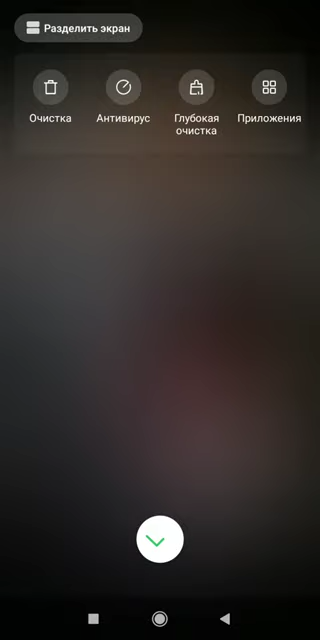 Разделить экран
Очистка
Антивирус
Глубокая
очистка
Приложения